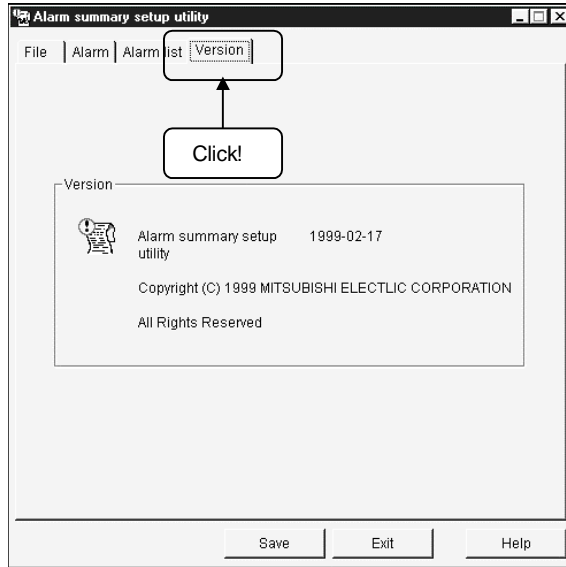 Alarm summary setup utility
File Alarm Alarm list Version
Click!
Version
Alarm summary setup 1999-02-17
utility
Copyright (C) 1999 MITSUBISHI ELECTLIC CORPORATION
All Rights Reserved
Save Exit Help